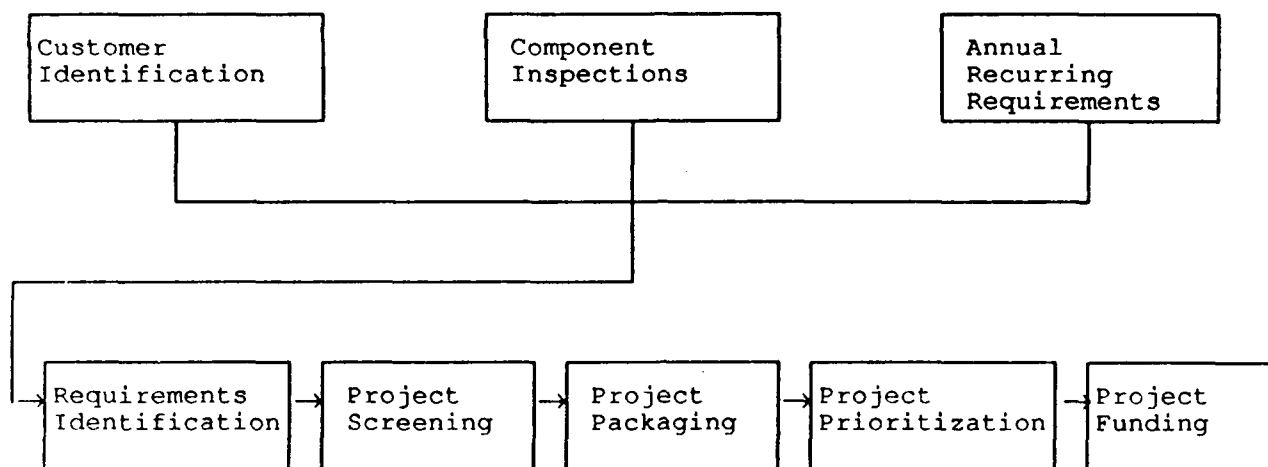 Customer
Identification
Component
Inspections
Annual
Recurring
Requirements
Requirements
Identification
Project
Screening
Project
Packaging
Project
Prioritization
Project
Funding